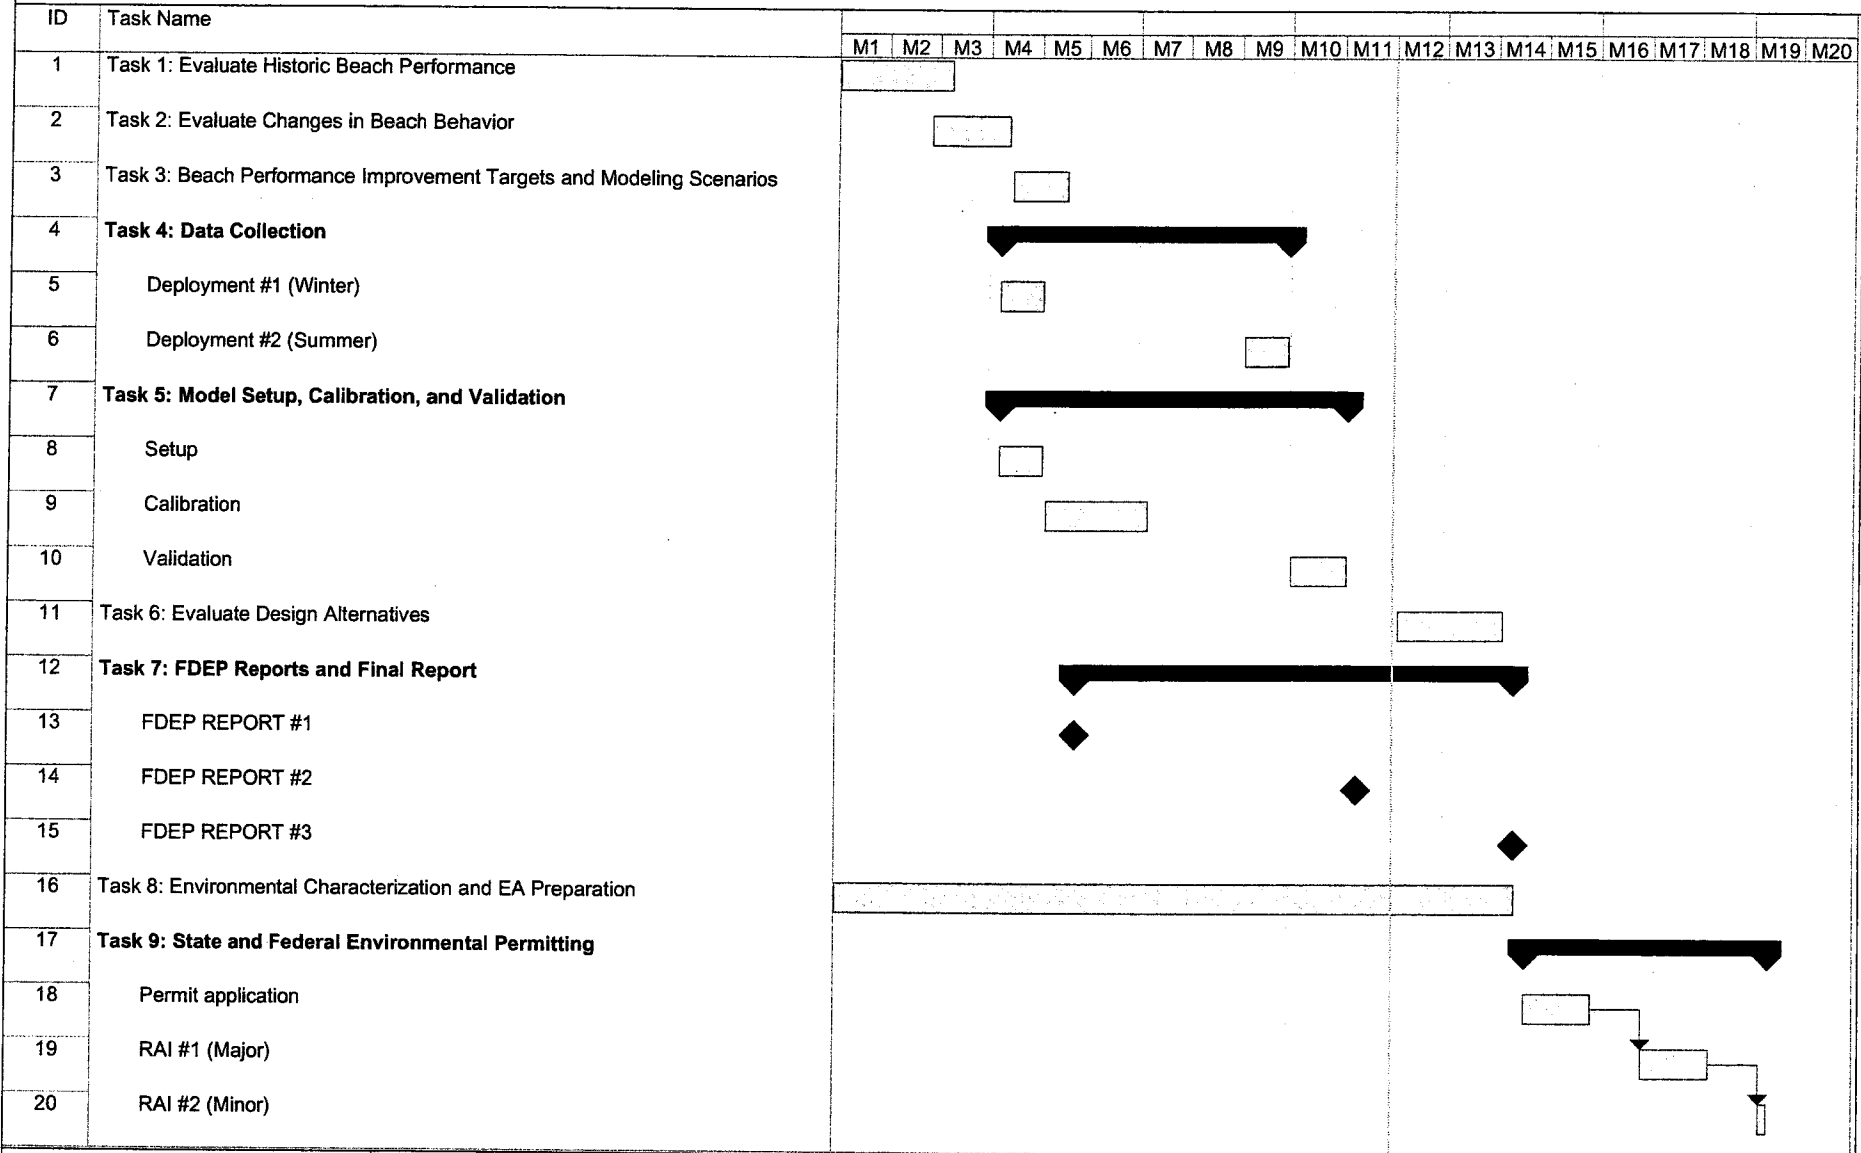 ID Task Name
M1 M2 M3 M4 M5 M6 M7 M8 M9 M10 M11 M12 M13 M14 M15 M16 M17 M18 M19 M20
1 Task 1: Evaluate Historic Beach Performance
2 Task 2: Evaluate Changes in Beach Behavior
3 Task 3: Beach Performance Improvement Targets and Modeling Scenarios
4 Task 4: Data Collection
5 Deployment #1 (Winter)
6 Deployment #2 (Summer)
7 Task 5: Model Setup, Calibration, and Validation
8 Setup
9 Calibration
10 Validation
11 Task 6: Evaluate Design Alternatives
12 Task 7: FDEP Reports and Final Report
13 FDEP REPORT #1
14 FDEP REPORT #2
15 FDEP REPORT #3
16 Task 8: Environmental Characterization and EA Preparation
17 Task 9: State and Federal Environmental Permitting
18 Permit application
19 RAI #1 (Major)
20 RAI #2 (Minor)